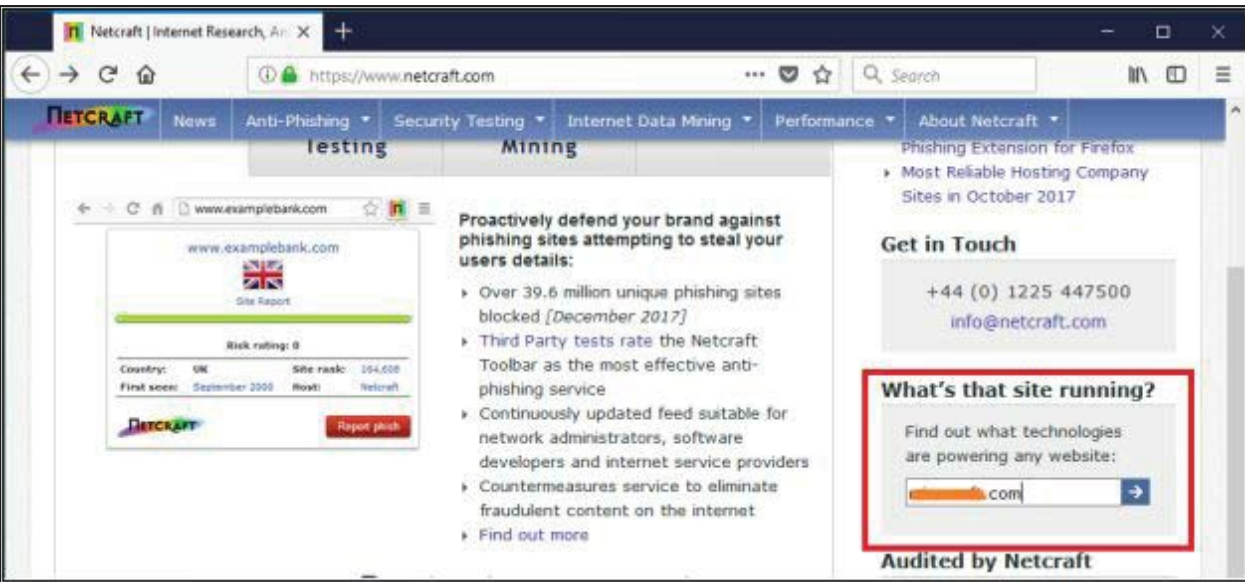 Netcraft | Internet Research, An
https://www.netcraft.com
Search
NETCRAFT News Anti-Phishing Security Testing Internet Data Mining Performance About Netcraft
Testing Mining
www.examplebank.com
www.examplebank.com
Site Report
Risk rating: 0
Country: UK Site rank: 164,608
First seen: September 2000 Host: Netcraft
NETCRAFT Report phish
Proactively defend your brand against
phishing sites attempting to steal your
users details:
Over 39.6 million unique phishing sites
blocked [December 2017]
Third Party tests rate the Netcraft
Toolbar as the most effective anti-
phishing service
Continuously updated feed suitable for
network administrators, software
developers and internet service providers
Countermeasures service to eliminate
fraudulent content on the internet
Find out more
Phishing Extension for Firefox
Most Reliable Hosting Company
Sites in October 2017
Get in Touch
+44 (0) 1225 447500
info@netcraft.com
What's that site running?
Find out what technologies
are powering any website:
.com
Audited by Netcraft